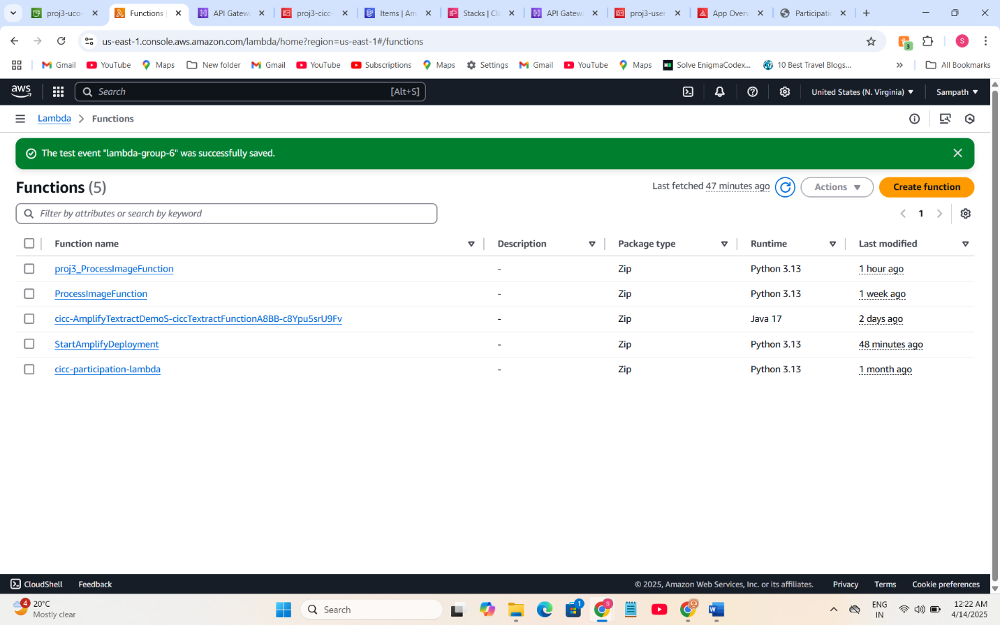 proj3-uco-
Functions |
API Gatew
proj3-cicc-
Items | Am
Stacks | Clo
API Gatew
proj3-user
App Overv
Participatio
us-east-1.console.aws.amazon.com/lambda/home?region=us-east-1#/functions
3
S
Gmail
YouTube
Maps
New folder
Gmail
YouTube
Subscriptions
Maps
Settings
Gmail
YouTube
Maps
Solve EnigmaCodex...
10 Best Travel Blogs...
All Bookmarks
aws
Search
[Alt+S]
United States (N. Virginia)
Sampath
Lambda
Functions
The test event "lambda-group-6" was successfully saved.
Functions (5)
Last fetched 47 minutes ago
Actions
Create function
Filter by attributes or search by keyword
1
Function name Description Package type Runtime Last modified
proj3_ProcessImageFunction - Zip Python 3.13 1 hour ago
ProcessImageFunction - Zip Python 3.13 1 week ago
cicc-AmplifyTextractDemoS-ciccTextractFunctionA8BB-c8Ypu5srU9Fv - Zip Java 17 2 days ago
StartAmplifyDeployment - Zip Python 3.13 48 minutes ago
cicc-participation-lambda - Zip Python 3.13 1 month ago
CloudShell Feedback
© 2025, Amazon Web Services, Inc. or its affiliates. Privacy Terms Cookie preferences
4
20°C
Mostly clear
Search
1
S
ENG
IN
12:22 AM
4/14/2025